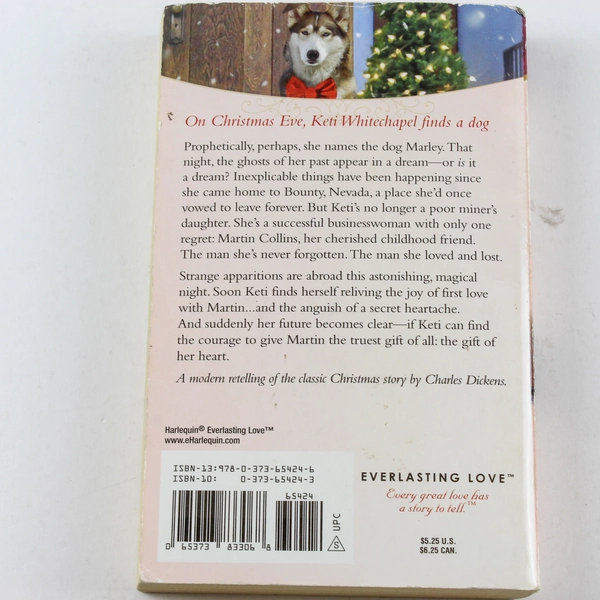 On Christmas Eve, Keti Whitechapel finds a dog
Prophetically, perhaps, she names the dog Marley. That
night, the ghosts of her past appear in a dream—or is it
a dream? Inexplicable things have been happening since
she came home to Bounty, Nevada, a place she'd once
vowed to leave forever. But Keti's no longer a poor miner's
daughter. She's a successful businesswoman with only one
regret: Martin Collins, her cherished childhood friend.
The man she's never forgotten. The man she loved and lost.
Strange apparitions are abroad this astonishing, magical
night. Soon Keti finds herself reliving the joy of first love
with Martin...and the anguish of a secret heartache.
And suddenly her future becomes clear—if Keti can find
the courage to give Martin the truest gift of all: the gift of
her heart.
A modern retelling of the classic Christmas story by Charles Dickens.
Harlequin® Everlasting Love™
www.eHarlequin.com
ISBN-13:978-0-373-65424-6
ISBN-10: 0-373-65424-3
65424
0 65373 83306 8
S UPC
EVERLASTING LOVE™
Every great love has
a story to tell.™
$5.25 U.S.
$6.25 CAN.